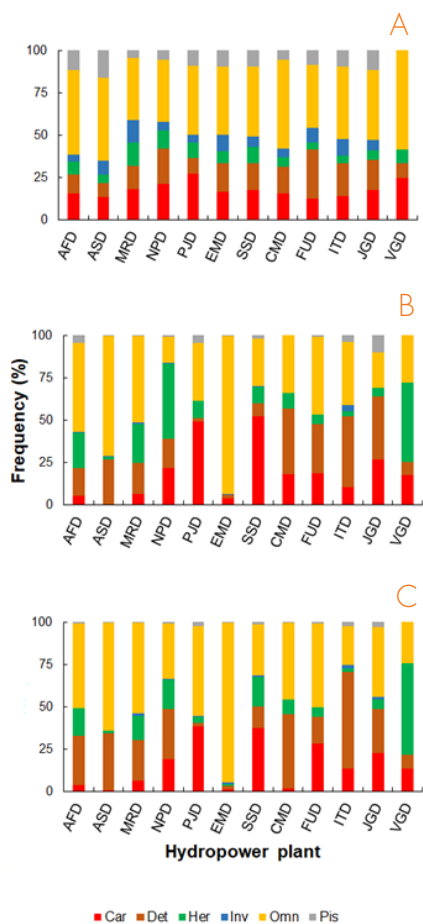 A
100
75
50
25
0
AFD ASD MRD NPD PJD EMD SSD CMD FUD ITD JGD VGD
B
Frequency (%)
100
75
50
25
0
AFD ASD MRD NPD PJD EMD SSD CMD FUD ITD JGD VGD
C
100
75
50
25
0
AFD ASD MRD NPD PJD EMD SSD CMD FUD ITD JGD VGD
Hydropower plant
Car Det Her Inv Omn Pis